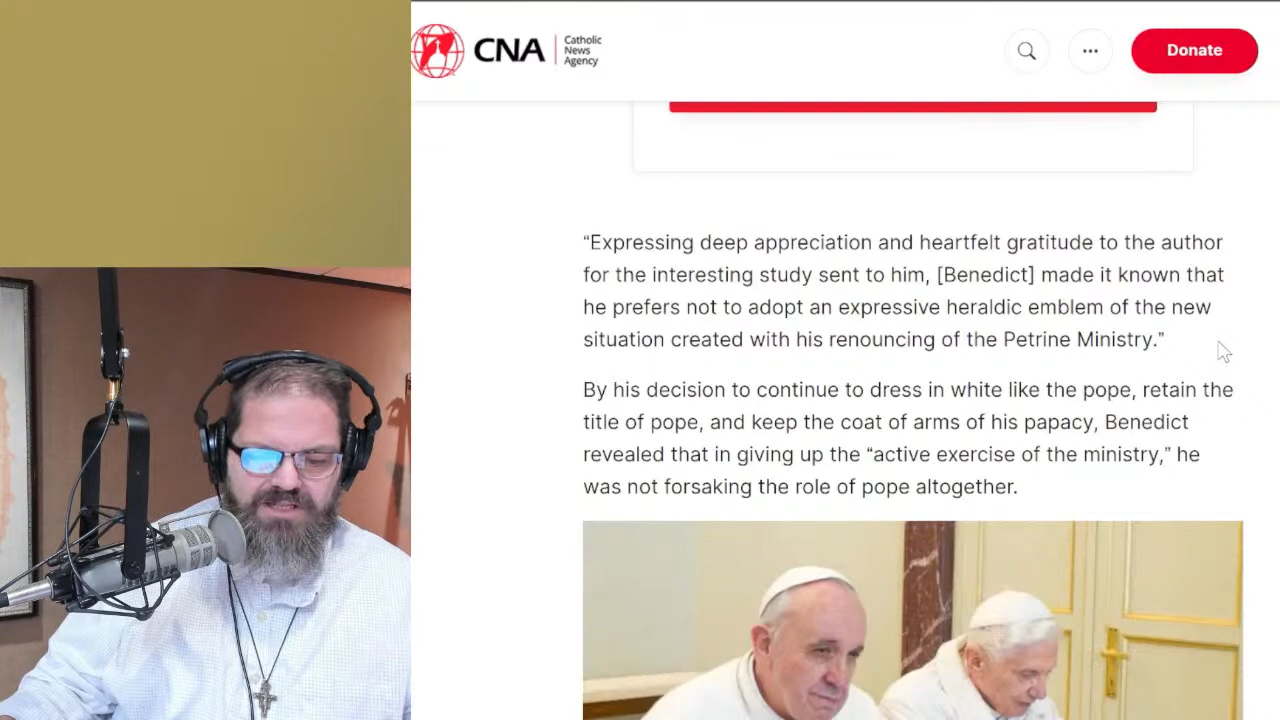 CNA
Catholic
News
Agency
Donate
“Expressing deep appreciation and heartfelt gratitude to the author
for the interesting study sent to him, [Benedict] made it known that
he prefers not to adopt an expressive heraldic emblem of the new
situation created with his renouncing of the Petrine Ministry.”
By his decision to continue to dress in white like the pope, retain the
title of pope, and keep the coat of arms of his papacy, Benedict
revealed that in giving up the “active exercise of the ministry,” he
was not forsaking the role of pope altogether.